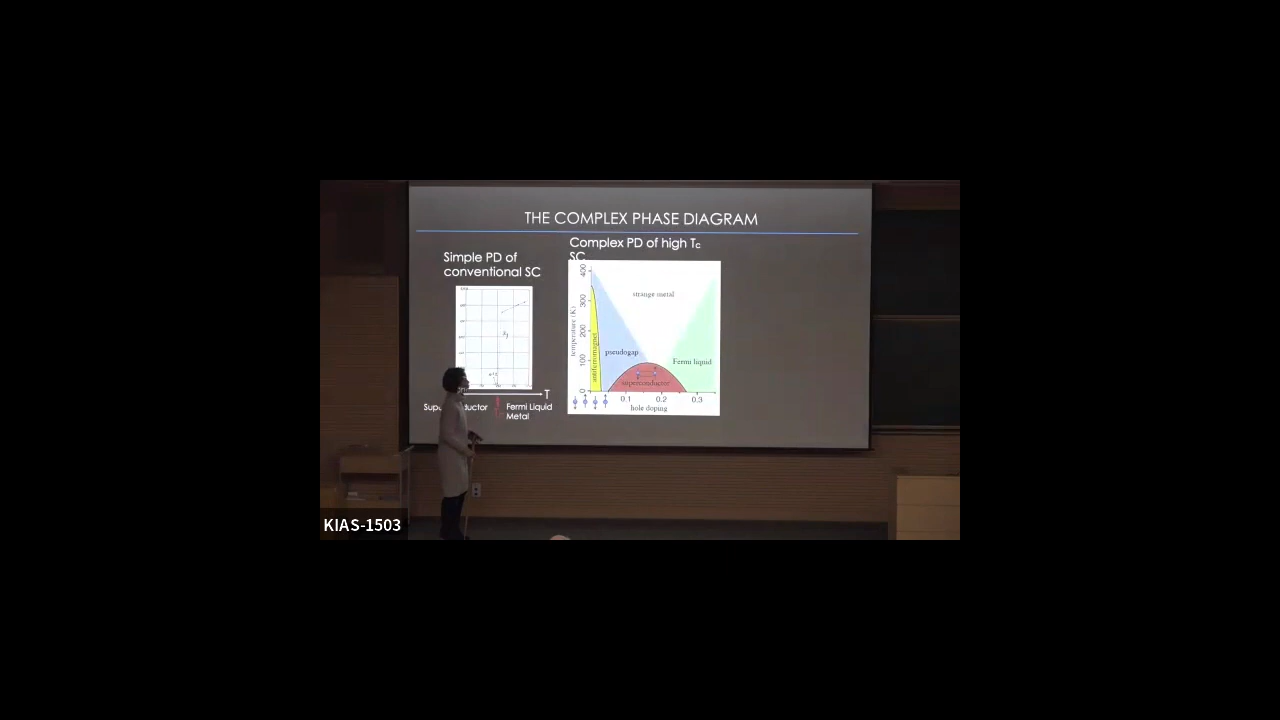 THE COMPLEX PHASE DIAGRAM
Simple PD of
conventional SC
T
Fermi Liquid
Metal
Complex PD of high Tc
SC
temperature (K)
400
300
200
100
0
strange metal
antiferromagnet
pseudogap
Fermi liquid
superconductor
0.1 0.2 0.3
hole doping
KIAS-1503